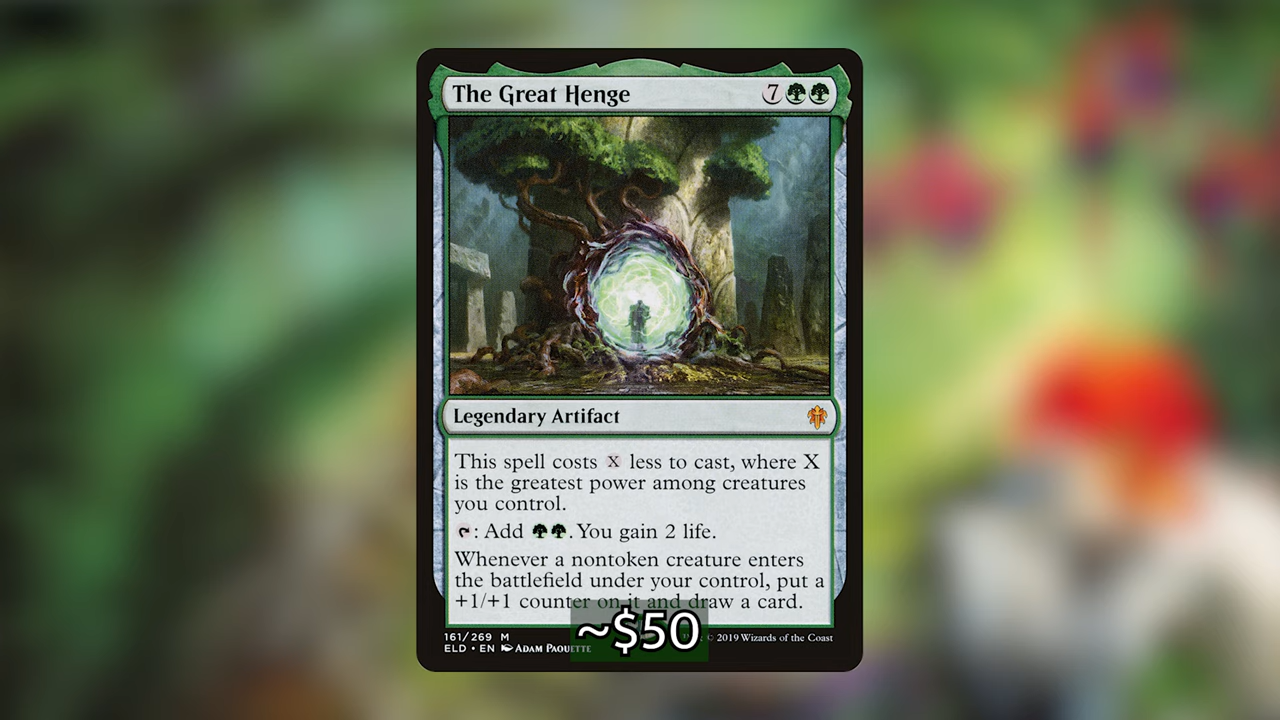 The Great Henge 7
Legendary Artifact
This spell costs X less to cast, where X
is the greatest power among creatures
you control.
: Add . You gain 2 life.
Whenever a nontoken creature enters
the battlefield under your control, put a
+1/+1 counter on it and draw a card.
~$50
161/269 M
ELD • EN ADAM PAQUETTE
© 2019 Wizards of the Coast